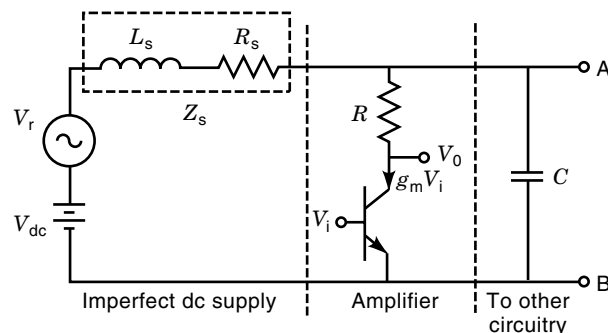 Ls
Rs
Zs
Vr
Vdc
R
V0
gmVi
Vi
C
A
B
Imperfect dc supply
Amplifier
To other
circuitry